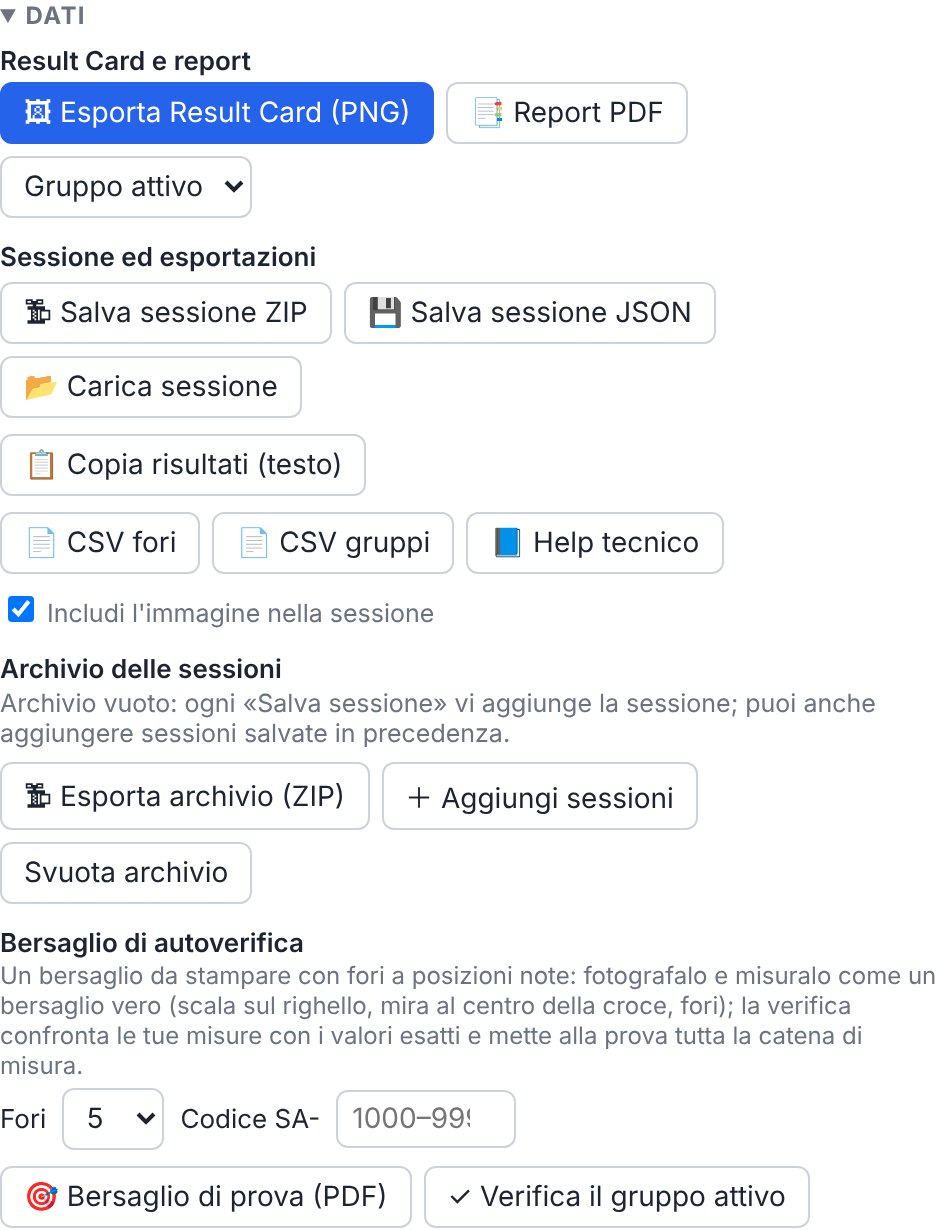 ▼ DATI
Result Card e report
🖼 Esporta Result Card (PNG)
📑 Report PDF
Gruppo attivo
Sessione ed esportazioni
🗜 Salva sessione ZIP
💾 Salva sessione JSON
📂 Carica sessione
📋 Copia risultati (testo)
📄 CSV fori
📄 CSV gruppi
📘 Help tecnico
Includi l'immagine nella sessione
Archivio delle sessioni
Archivio vuoto: ogni «Salva sessione» vi aggiunge la sessione; puoi anche
aggiungere sessioni salvate in precedenza.
🗜 Esporta archivio (ZIP)
+ Aggiungi sessioni
Svuota archivio
Bersaglio di autoverifica
Un bersaglio da stampare con fori a posizioni note: fotografalo e misuralo come un
bersaglio vero (scala sul righello, mira al centro della croce, fori); la verifica
confronta le tue misure con i valori esatti e mette alla prova tutta la catena di
misura.
Fori 5 Codice SA- 1000–999
🎯 Bersaglio di prova (PDF)
✓ Verifica il gruppo attivo